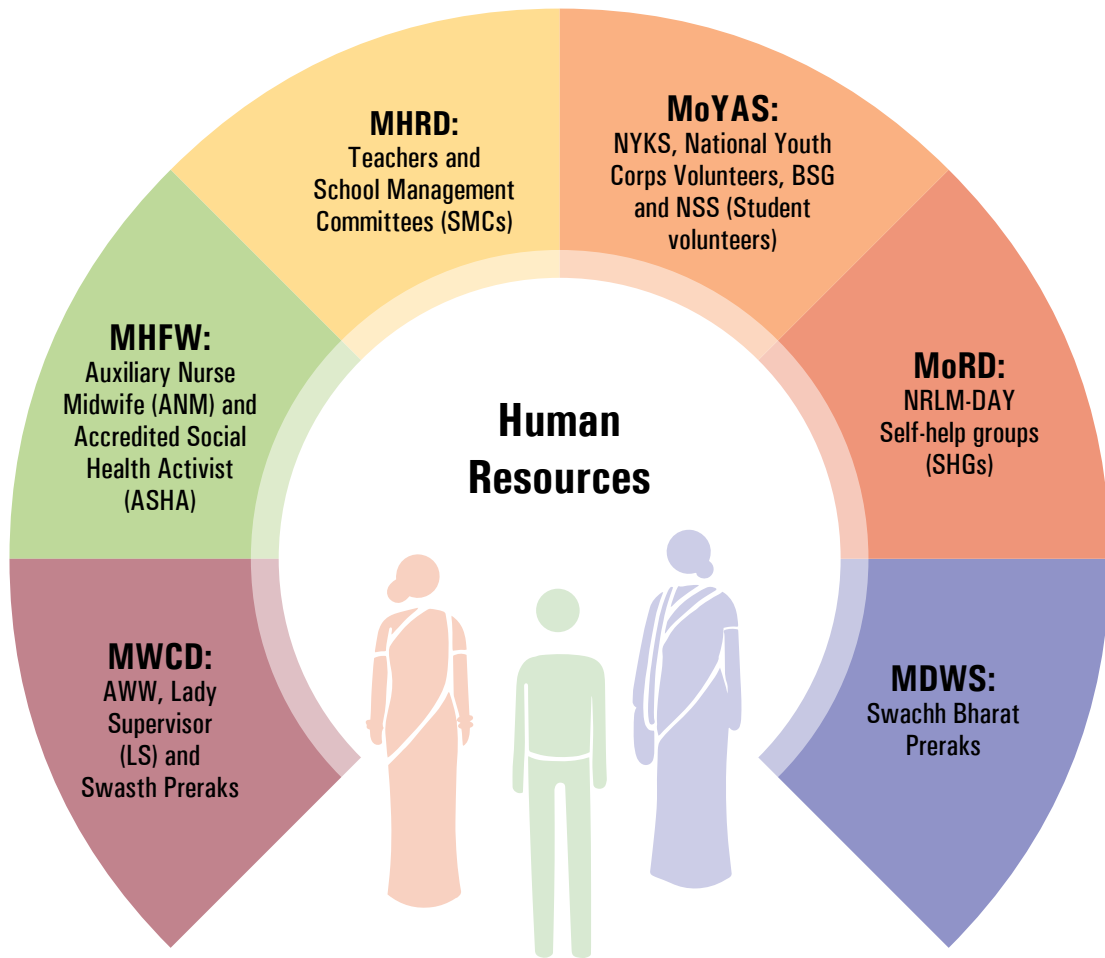 MHRD:
Teachers and
School Management
Committees (SMCs)
MoYAS:
NYKS, National Youth
Corps Volunteers, BSG
and NSS (Student
volunteers)
MHFW:
Auxiliary Nurse
Midwife (ANM) and
Accredited Social
Health Activist
(ASHA)
MoRD:
NRLM-DAY
Self-help groups
(SHGs)
Human
Resources
MWCD:
AWW, Lady
Supervisor
(LS) and
Swasth Preraks
MDWS:
Swachh Bharat
Preraks